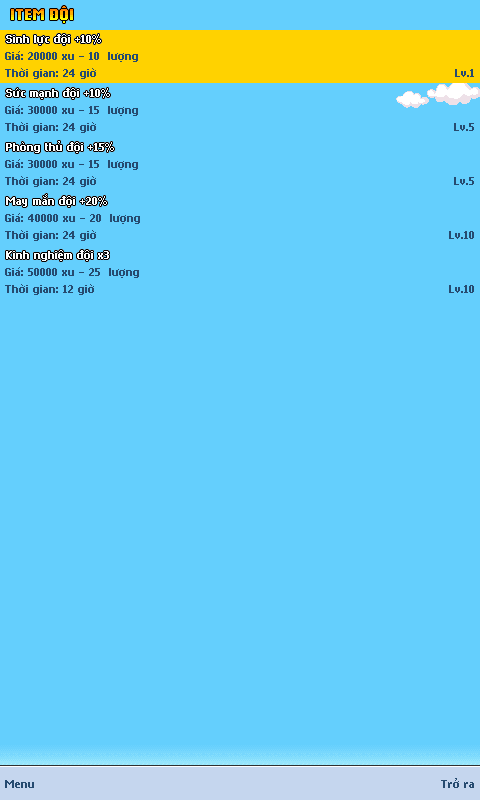 ITEM ĐỘI
Sinh lực đội +10%
Giá: 20000 xu - 10 lượng
Thời gian: 24 giờ
Lv.1
Sức mạnh đội +10%
Giá: 30000 xu - 15 lượng
Thời gian: 24 giờ
Lv.5
Phòng thủ đội +15%
Giá: 30000 xu - 15 lượng
Thời gian: 24 giờ
Lv.5
May mắn đội +20%
Giá: 40000 xu - 20 lượng
Thời gian: 24 giờ
Lv.10
Kinh nghiệm đội x3
Giá: 50000 xu - 25 lượng
Thời gian: 12 giờ
Lv.10
Menu
Trở ra